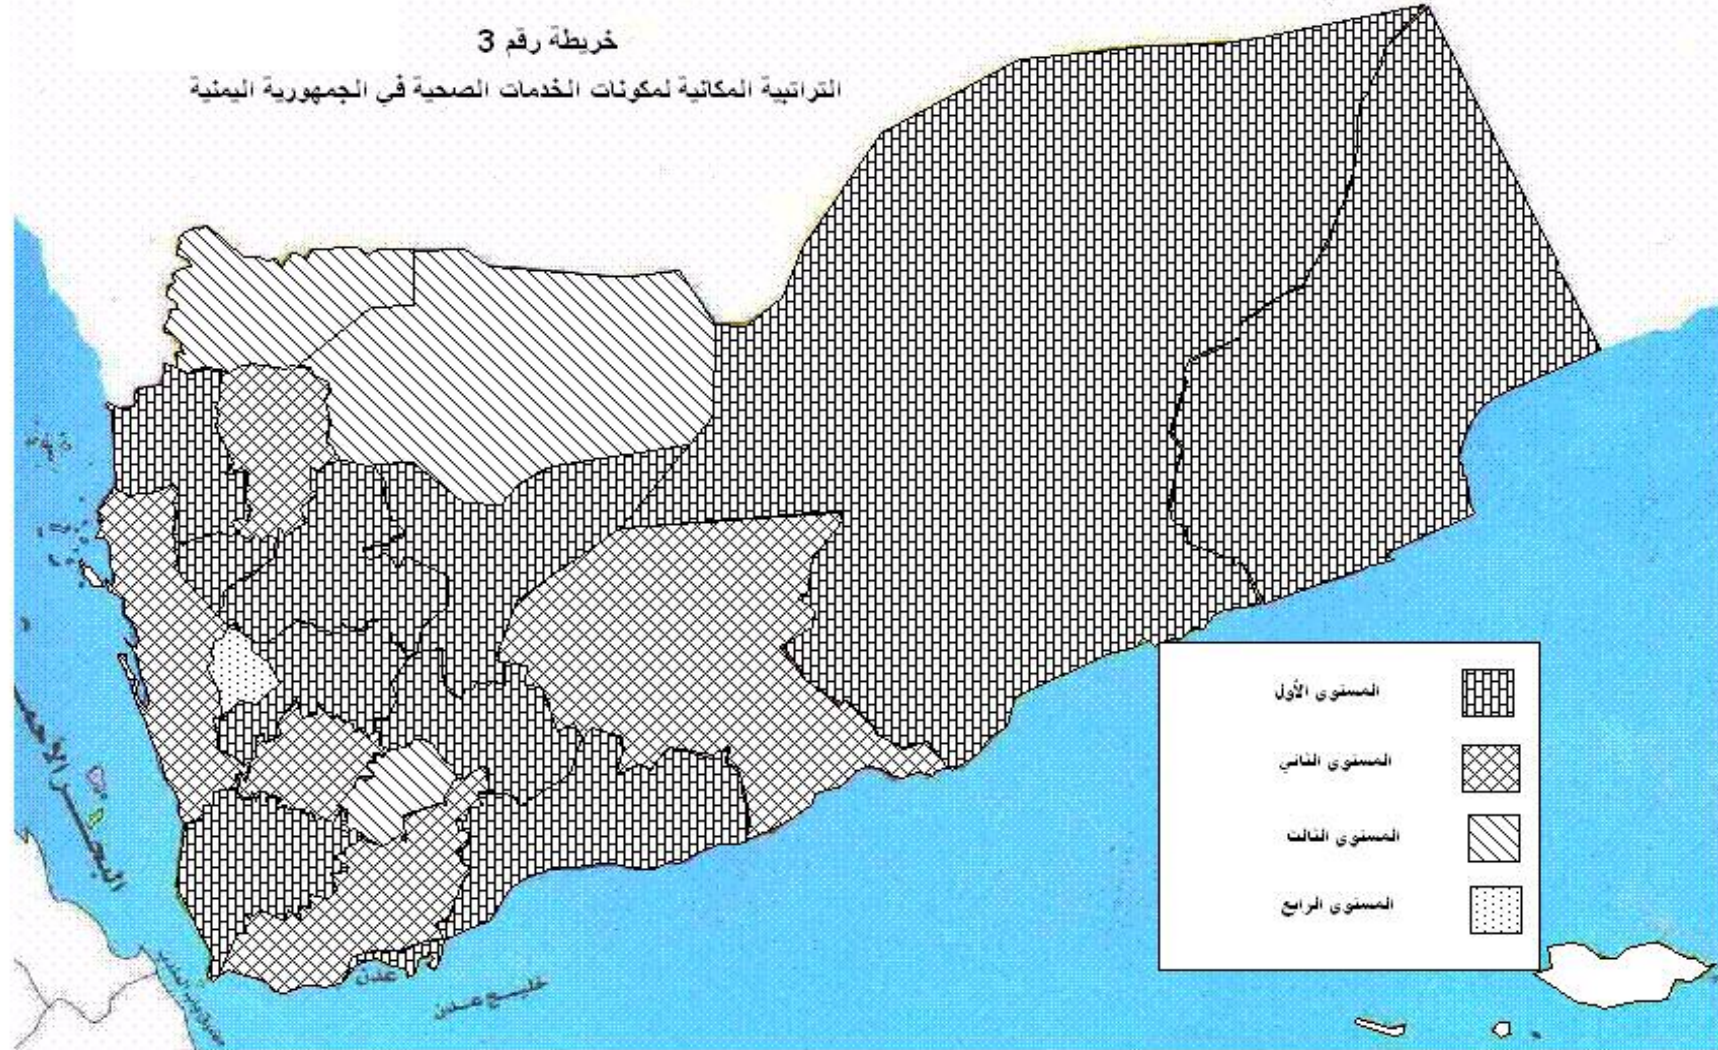 خريطة رقم 3
التراتبية المكانية لمكونات الخدمات الصحية في الجمهورية اليمنية
المستوى الأول
المستوى الثاني
المستوى الثالث
المستوى الرابع
البحر الأحمر
عدن
خليج عدن